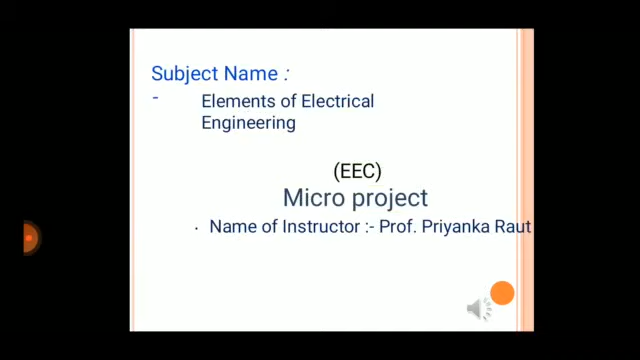 Subject Name :
-
Elements of Electrical
Engineering
(EEC)
Micro project
· Name of Instructor :- Prof. Priyanka Raut